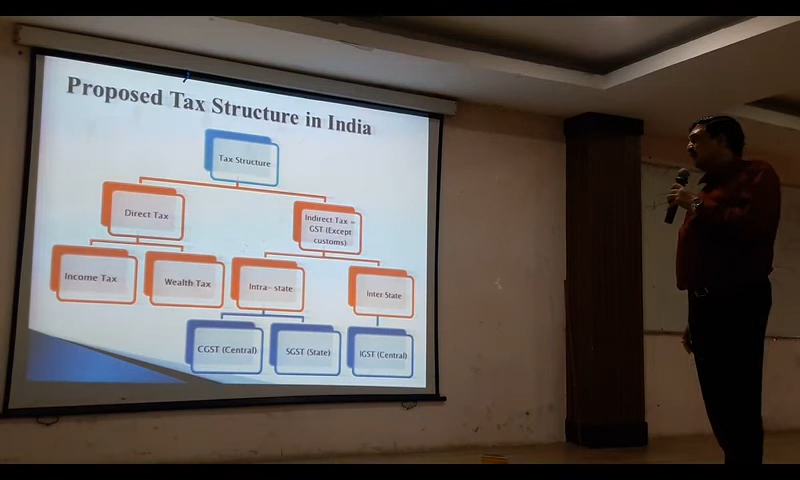 Proposed Tax Structure in India
Tax Structure
Direct Tax
Indirect Tax –
GST (Except
customs)
Income Tax
Wealth Tax
Intra- state
Inter State
CGST (Central)
SGST (State)
IGST (Central)